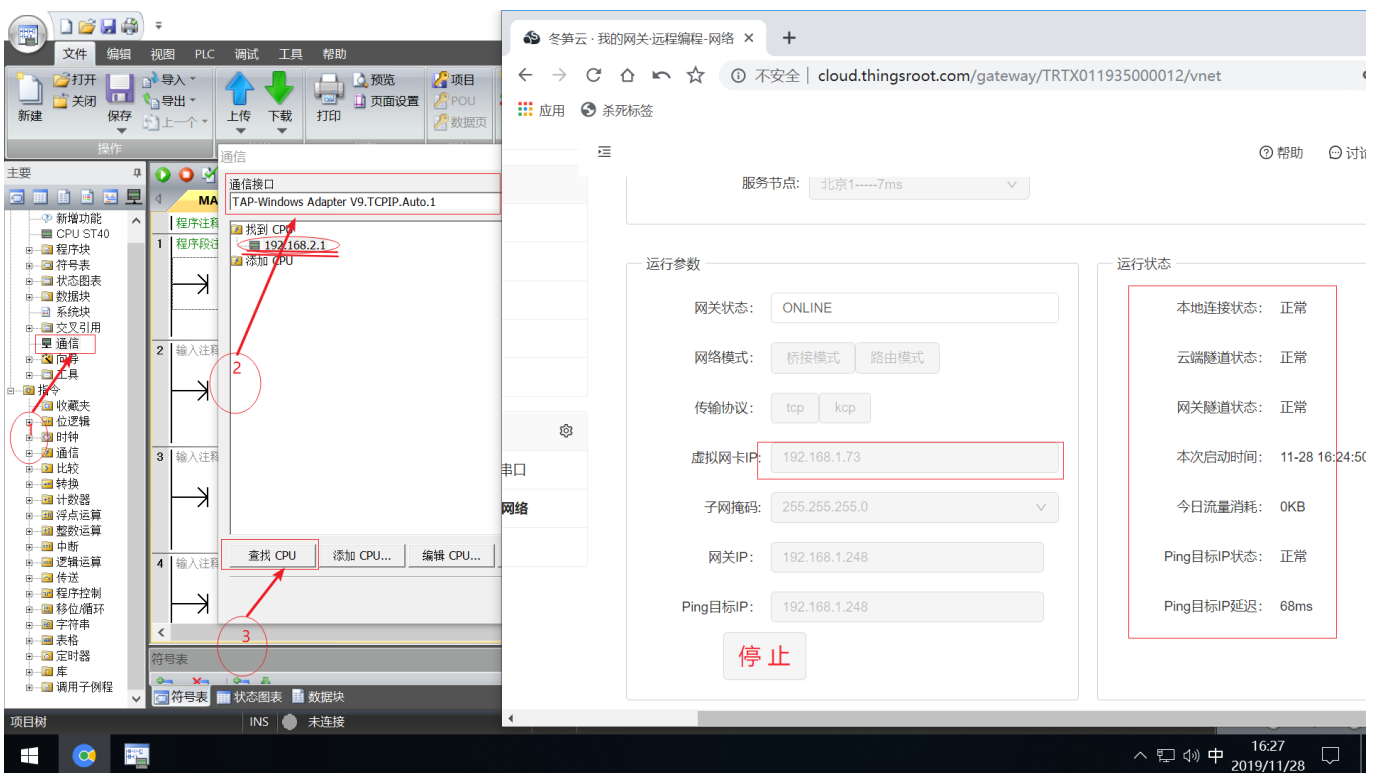 文件 编辑 视图 PLC 调试 工具 帮助
新建
打开
关闭
保存
导入
导出
上一个
上传
下载
打印
预览
页面设置
项目
POU
数据页
操作
主要
新增功能
CPU ST40
程序块
符号表
状态图表
数据块
系统块
交叉引用
通信
向导
工具
指令
收藏夹
位逻辑
时钟
通信
比较
转换
计数器
浮点运算
整数运算
中断
逻辑运算
传送
程序控制
移位/循环
字符串
表格
定时器
库
调用子例程
1
MA
程序注释
1 程序段注
2 输入注释
3 输入注释
4 输入注释
通信
通信接口
TAP-Windows Adapter V9.TCPIP.Auto.1
找到 CPU
192.168.2.1
添加 CPU
2
查找 CPU 添加 CPU... 编辑 CPU...
3
符号表
符号表 状态图表 数据块
项目树 INS 未连接
冬笋云 · 我的网关·远程编程-网络
不安全 cloud.thingsroot.com/gateway/TRTX011935000012/vnet
应用 杀死标签
帮助 讨论
串口
网络
服务节点: 北京1-----7ms
运行参数
网关状态: ONLINE
网络模式: 桥接模式 路由模式
传输协议: tcp kcp
虚拟网卡IP: 192.168.1.73
子网掩码: 255.255.255.0
网关IP: 192.168.1.248
Ping目标IP: 192.168.1.248
停止
运行状态
本地连接状态: 正常
云端隧道状态: 正常
网关隧道状态: 正常
本次启动时间: 11-28 16:24:50
今日流量消耗: 0KB
Ping目标IP状态: 正常
Ping目标IP延迟: 68ms
中
16:27
2019/11/28